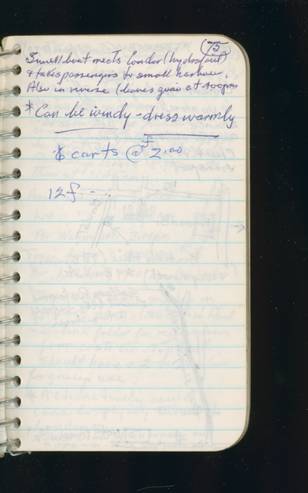 75
Small boat meets London (hydrofoil)
& takes passengers to small harbour.
Also in reverse (leaves quai at 4:00pm
* Can be windy - dress warmly
& carts @ F 2.00
12f - -